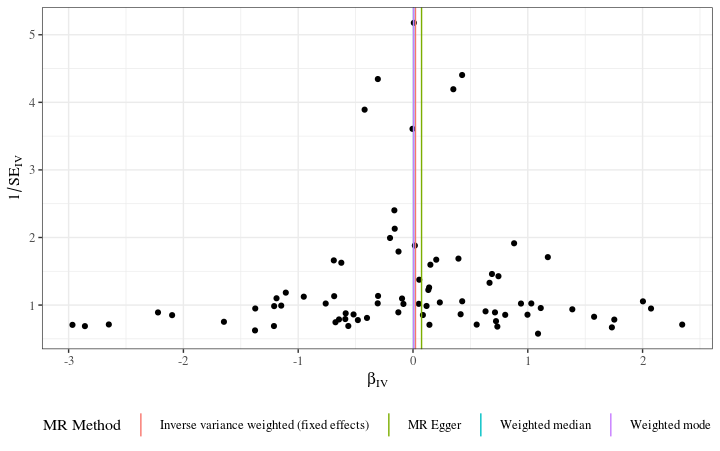 5
4
3
2
1
1/SE_IV
-3
-2
-1
0
1
2
β_IV
MR Method
Inverse variance weighted (fixed effects)
MR Egger
Weighted median
Weighted mode